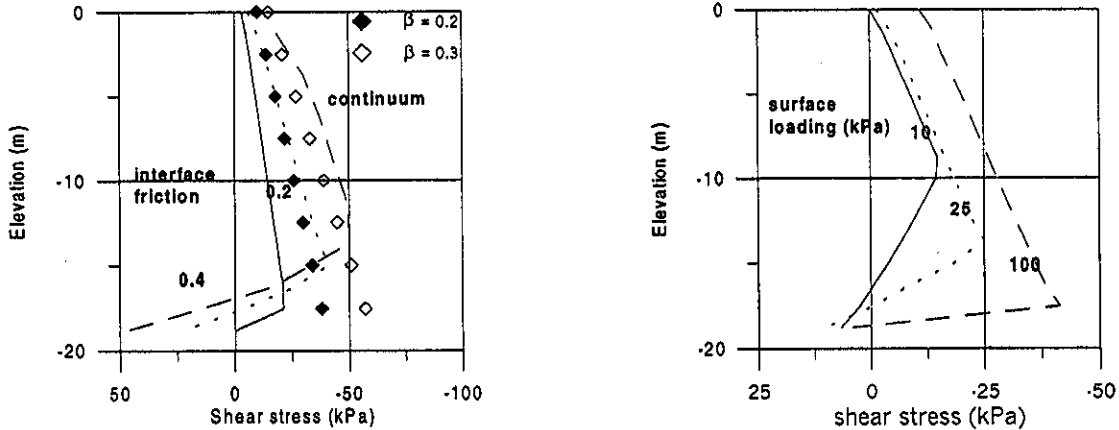 0
β = 0.2
β = 0.3
continuum
Elevation (m)
-10
interface
friction
0.2
0.4
-20
50
0
-50
-100
Shear stress (kPa)
0
surface
loading (kPa)
10
Elevation (m)
-10
25
100
-20
25
0
-25
-50
shear stress (kPa)